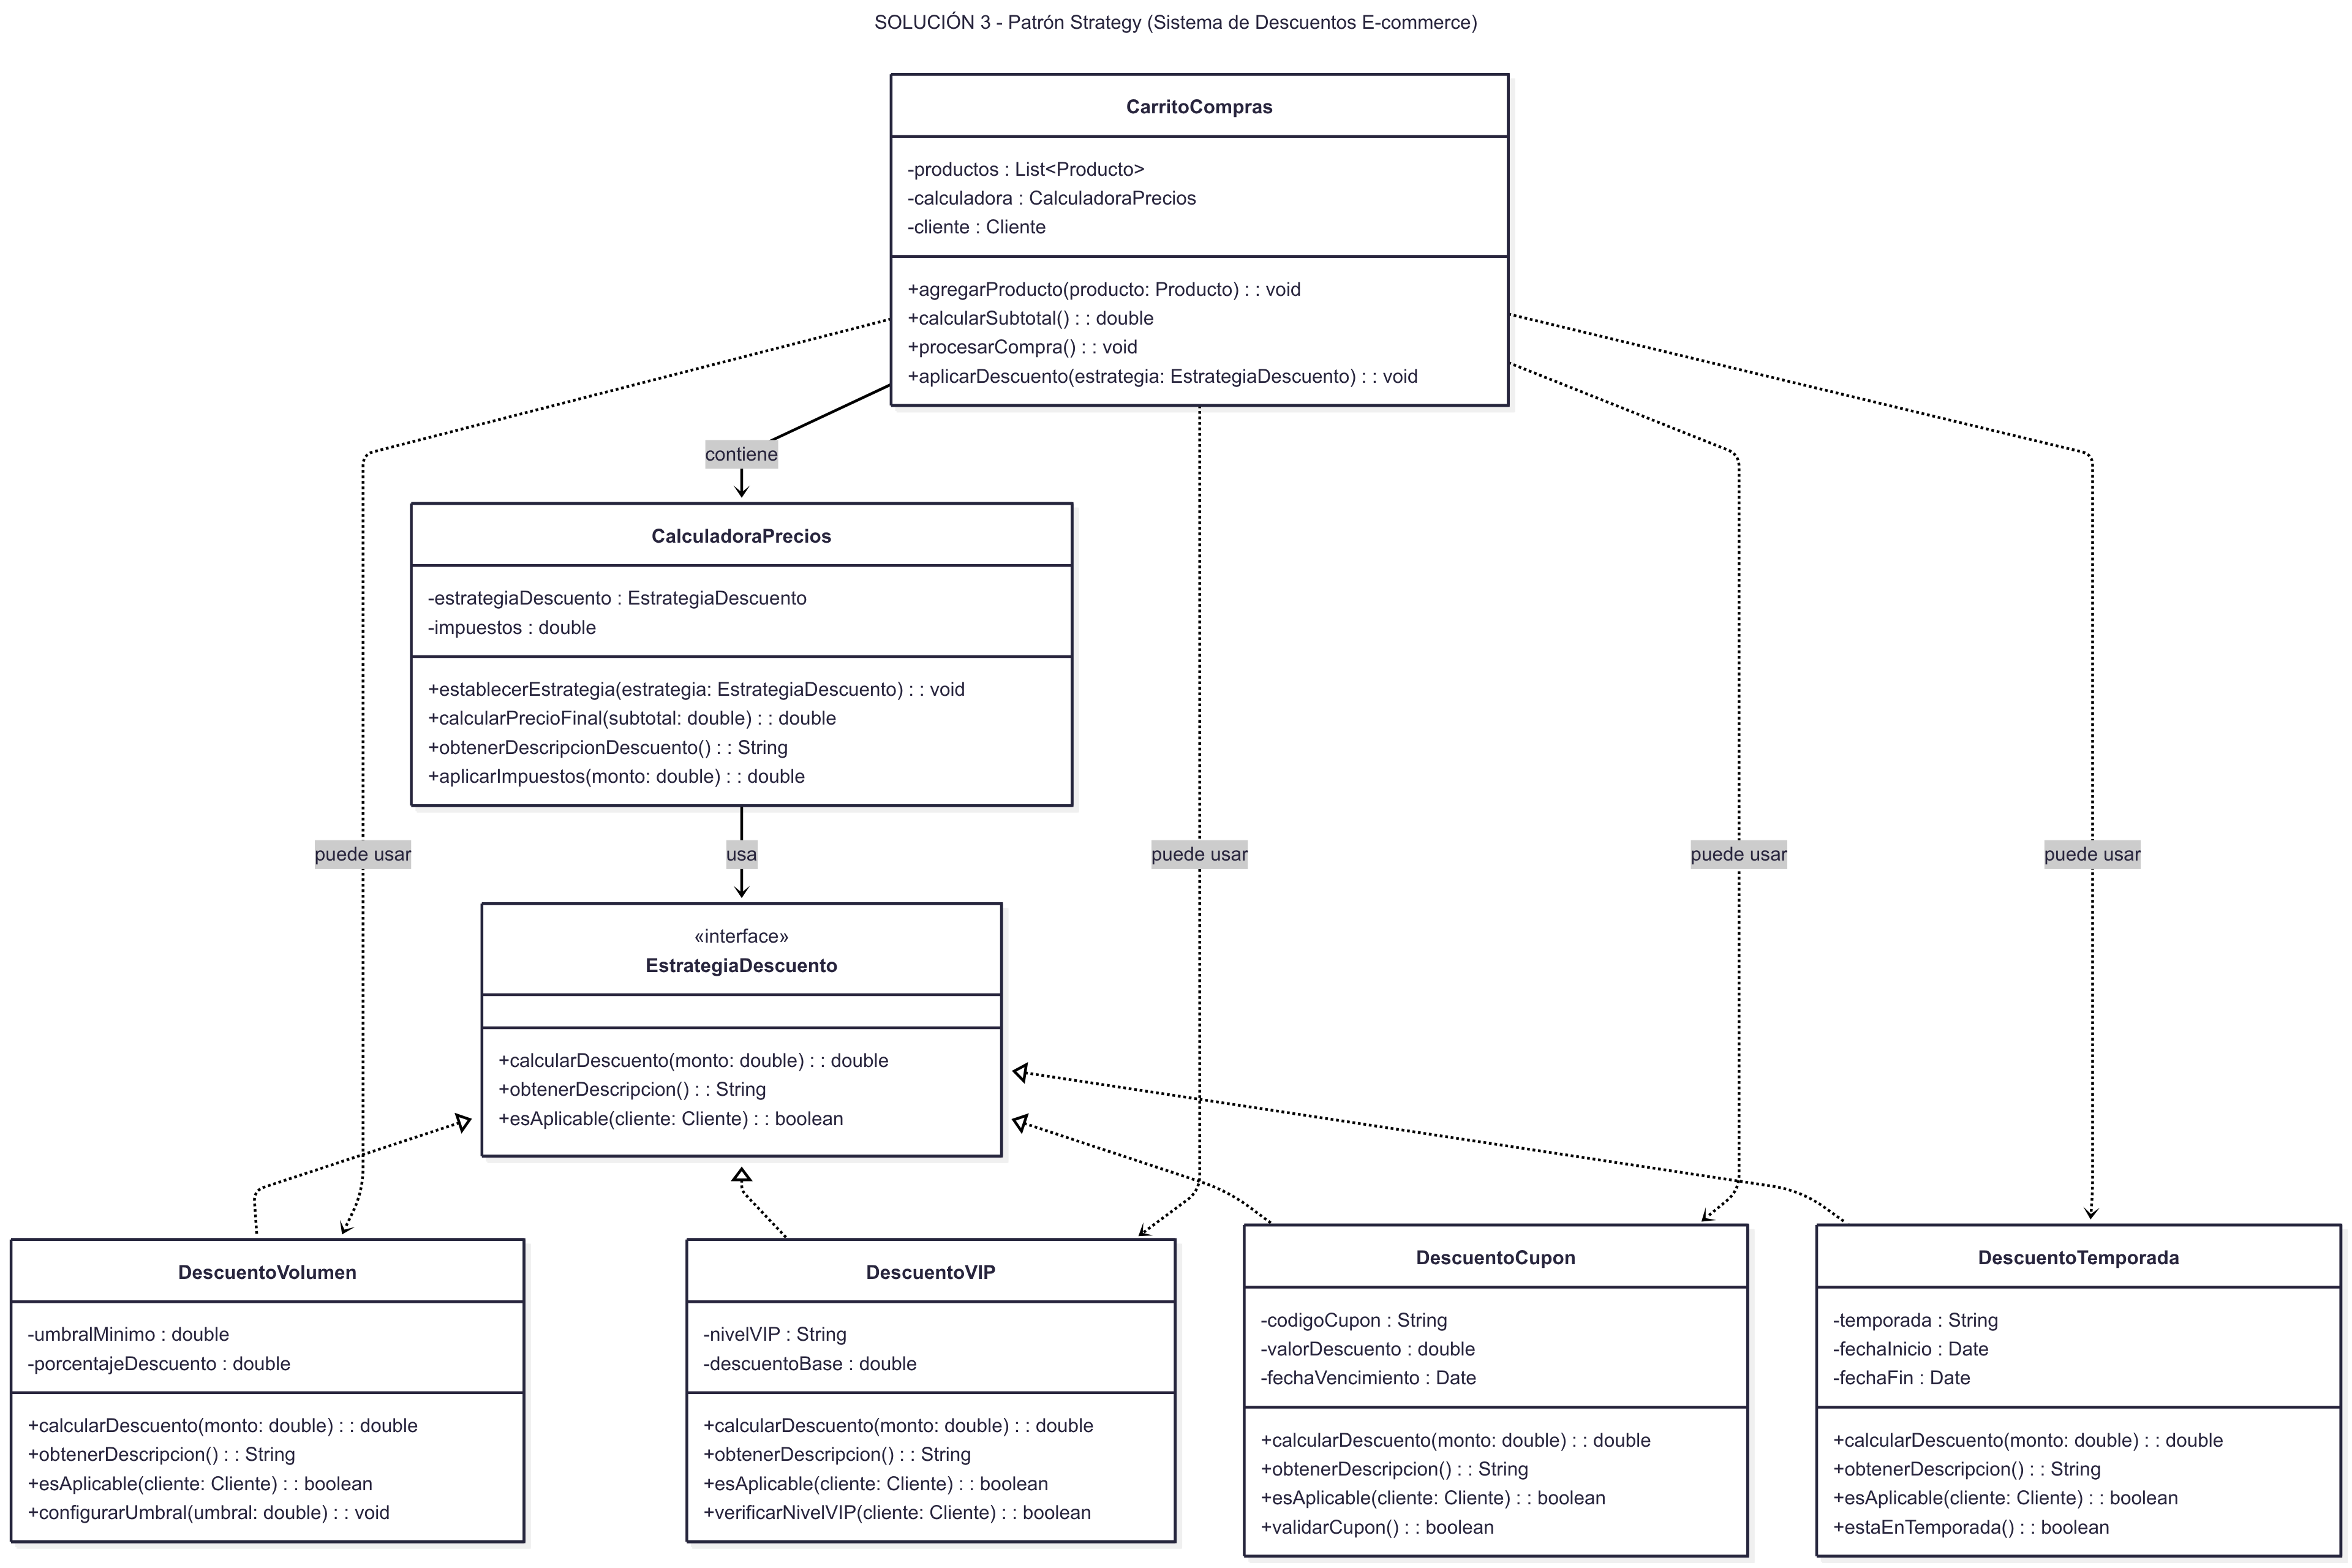 SOLUCIÓN 3 - Patrón Strategy (Sistema de Descuentos E-commerce)
CarritoCompras
-productos : List<Producto>
-calculadora : CalculadoraPrecios
-cliente : Cliente
+agregarProducto(producto: Producto) : : void
+calcularSubtotal() : : double
+procesarCompra() : : void
+aplicarDescuento(estrategia: EstrategiaDescuento) : : void
contiene
CalculadoraPrecios
-estrategiaDescuento : EstrategiaDescuento
-impuestos : double
+establecerEstrategia(estrategia: EstrategiaDescuento) : : void
+calcularPrecioFinal(subtotal: double) : : double
+obtenerDescripcionDescuento() : : String
+aplicarImpuestos(monto: double) : : double
puede usar
usa
puede usar
puede usar
puede usar
«interface»
EstrategiaDescuento
+calcularDescuento(monto: double) : : double
+obtenerDescripcion() : : String
+esAplicable(cliente: Cliente) : : boolean
DescuentoVolumen
-umbralMinimo : double
-porcentajeDescuento : double
+calcularDescuento(monto: double) : : double
+obtenerDescripcion() : : String
+esAplicable(cliente: Cliente) : : boolean
+configurarUmbral(umbral: double) : : void
DescuentoVIP
-nivelVIP : String
-descuentoBase : double
+calcularDescuento(monto: double) : : double
+obtenerDescripcion() : : String
+esAplicable(cliente: Cliente) : : boolean
+verificarNivelVIP(cliente: Cliente) : : boolean
DescuentoCupon
-codigoCupon : String
-valorDescuento : double
-fechaVencimiento : Date
+calcularDescuento(monto: double) : : double
+obtenerDescripcion() : : String
+esAplicable(cliente: Cliente) : : boolean
+validarCupon() : : boolean
DescuentoTemporada
-temporada : String
-fechaInicio : Date
-fechaFin : Date
+calcularDescuento(monto: double) : : double
+obtenerDescripcion() : : String
+esAplicable(cliente: Cliente) : : boolean
+estaEnTemporada() : : boolean